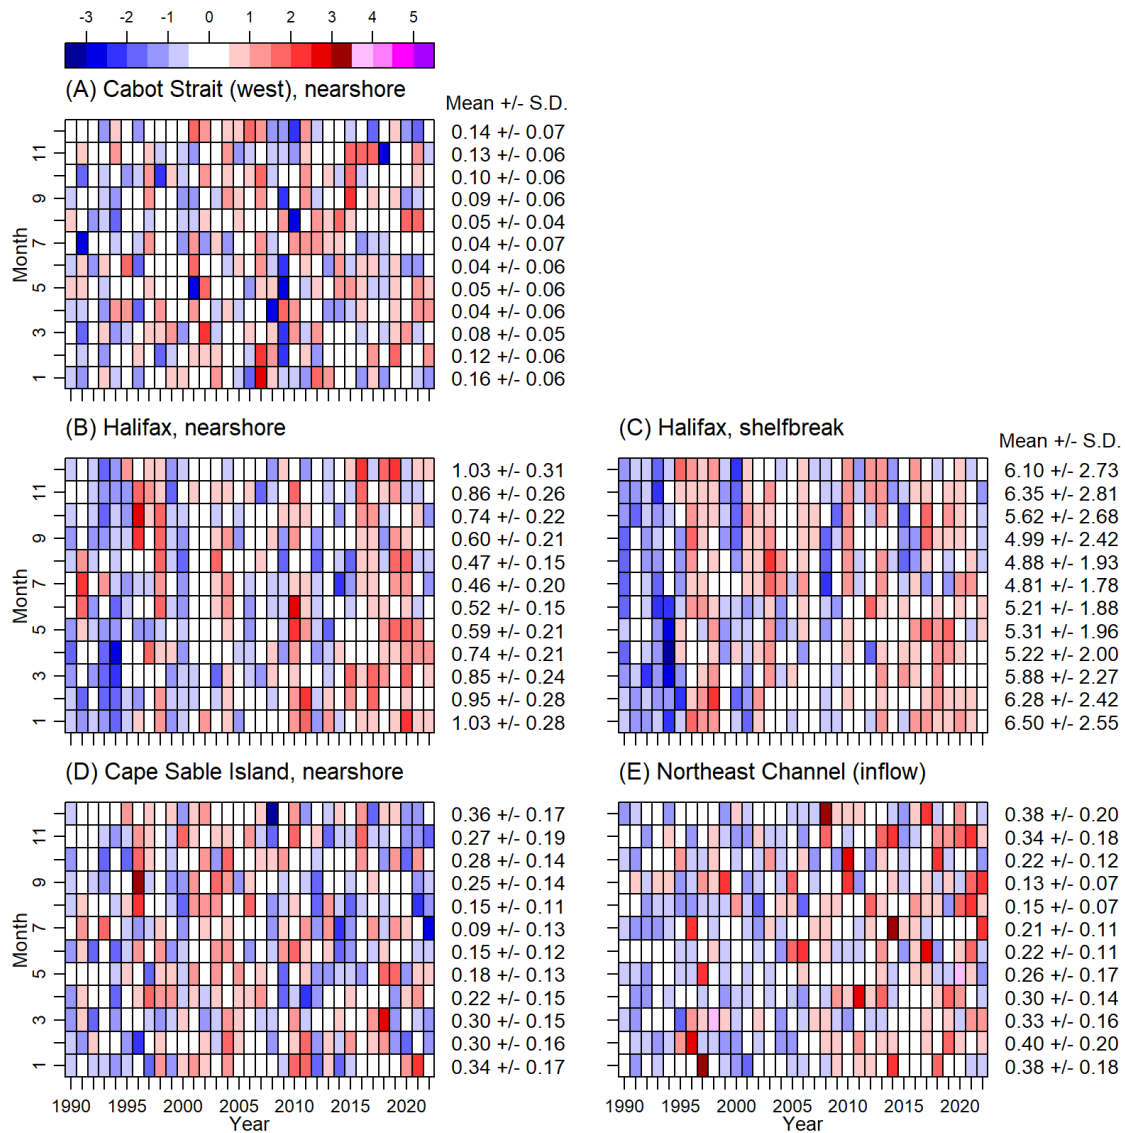 -3 -2 -1 0 1 2 3 4 5
(A) Cabot Strait (west), nearshore
Mean +/- S.D.
0.14 +/- 0.07
11 0.13 +/- 0.06
0.10 +/- 0.06
9 0.09 +/- 0.06
0.05 +/- 0.04
7 0.04 +/- 0.07
0.04 +/- 0.06
5 0.05 +/- 0.06
0.04 +/- 0.06
3 0.08 +/- 0.05
0.12 +/- 0.06
1 0.16 +/- 0.06
Month
(B) Halifax, nearshore
1.03 +/- 0.31
11 0.86 +/- 0.26
0.74 +/- 0.22
9 0.60 +/- 0.21
0.47 +/- 0.15
7 0.46 +/- 0.20
0.52 +/- 0.15
5 0.59 +/- 0.21
0.74 +/- 0.21
3 0.85 +/- 0.24
0.95 +/- 0.28
1 1.03 +/- 0.28
Month
(C) Halifax, shelfbreak
Mean +/- S.D.
6.10 +/- 2.73
6.35 +/- 2.81
5.62 +/- 2.68
4.99 +/- 2.42
4.88 +/- 1.93
4.81 +/- 1.78
5.21 +/- 1.88
5.31 +/- 1.96
5.22 +/- 2.00
5.88 +/- 2.27
6.28 +/- 2.42
6.50 +/- 2.55
(D) Cape Sable Island, nearshore
0.36 +/- 0.17
11 0.27 +/- 0.19
0.28 +/- 0.14
9 0.25 +/- 0.14
0.15 +/- 0.11
7 0.09 +/- 0.13
0.15 +/- 0.12
5 0.18 +/- 0.13
0.22 +/- 0.15
3 0.30 +/- 0.15
0.30 +/- 0.16
1 0.34 +/- 0.17
Month
1990 1995 2000 2005 2010 2015 2020
Year
(E) Northeast Channel (inflow)
0.38 +/- 0.20
0.34 +/- 0.18
0.22 +/- 0.12
0.13 +/- 0.07
0.15 +/- 0.07
0.21 +/- 0.11
0.22 +/- 0.11
0.26 +/- 0.17
0.30 +/- 0.14
0.33 +/- 0.16
0.40 +/- 0.20
0.38 +/- 0.18
1990 1995 2000 2005 2010 2015 2020
Year